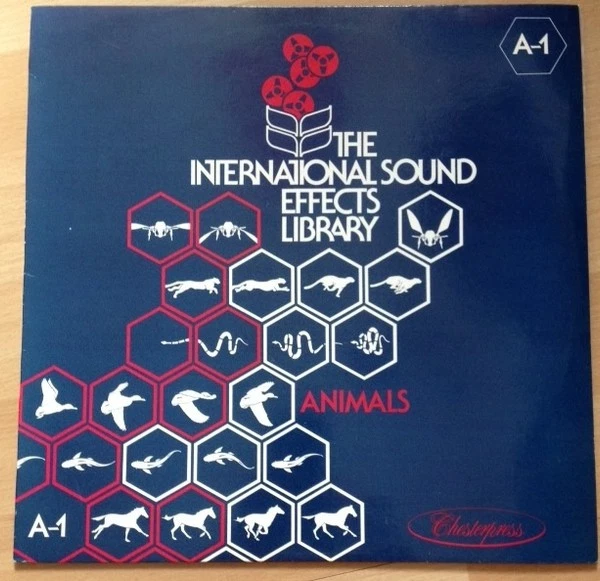 A-1
THE
INTERNATIONAL SOUND
EFFECTS
LIBRARY
ANIMALS
A-1
Chesterpress